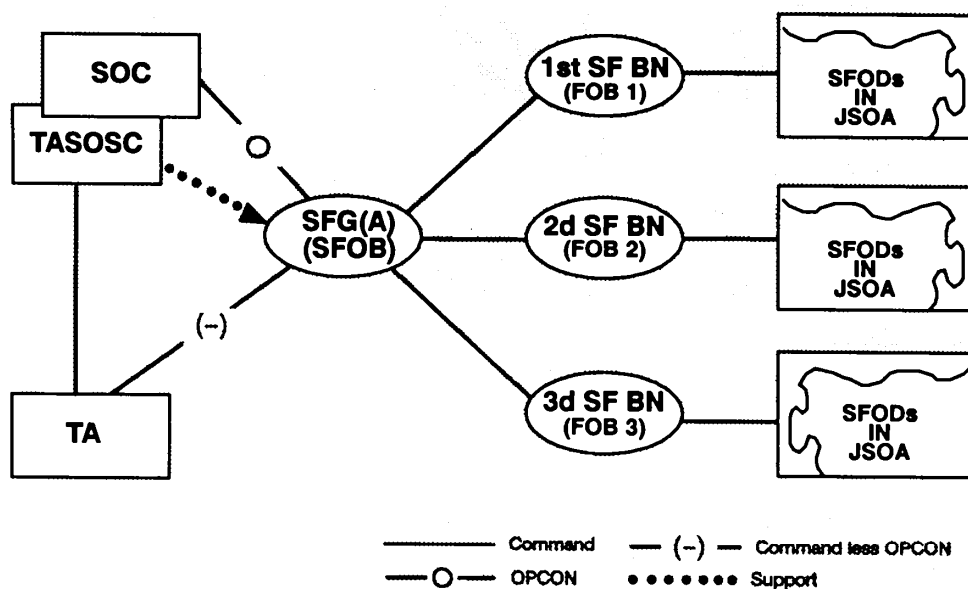 SOC
TASOSC
TA
(-)
SFG(A)
(SFOB)
1st SF BN
(FOB 1)
2d SF BN
(FOB 2)
3d SF BN
(FOB 3)
SFODs
IN
JSOA
SFODs
IN
JSOA
SFODs
IN
JSOA
Command
(-) Command less OPCON
OPCON
Support